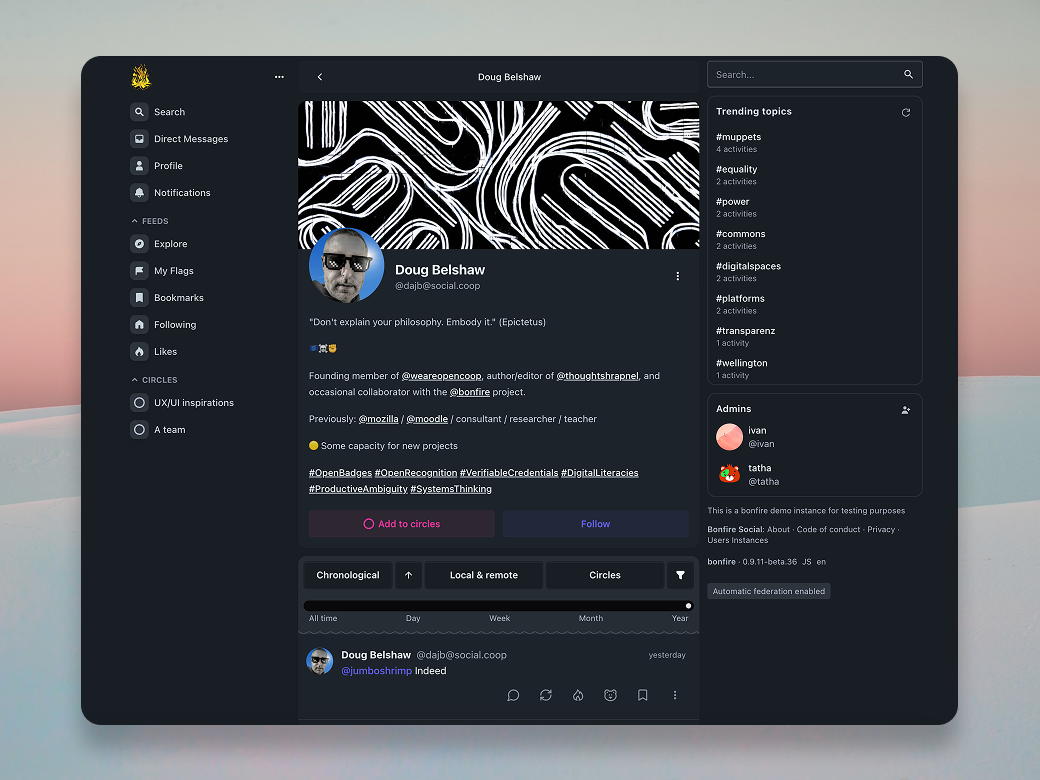 Search
Direct Messages
Profile
Notifications
FEEDS
Explore
My Flags
Bookmarks
Following
Likes
CIRCLES
UX/UI inspirations
A team
Doug Belshaw
Doug Belshaw
@dajb@social.coop
"Don't explain your philosophy. Embody it." (Epictetus)
Founding member of @weareopencoop, author/editor of @thoughtshrapnel, and
occasional collaborator with the @bonfire project.
Previously: @mozilla / @moodle / consultant / researcher / teacher
Some capacity for new projects
#OpenBadges #OpenRecognition #VerifiableCredentials #DigitalLiteracies
#ProductiveAmbiguity #SystemsThinking
Add to circles
Follow
Chronological
Local & remote
Circles
All time Day Week Month Year
Doug Belshaw @dajb@social.coop yesterday
@jumboshrimp Indeed
Search...
Trending topics
#muppets
4 activities
#equality
2 activities
#power
2 activities
#commons
2 activities
#digitalspaces
2 activities
#platforms
2 activities
#transparenz
1 activity
#wellington
1 activity
Admins
ivan
@ivan
tatha
@tatha
This is a bonfire demo instance for testing purposes
Bonfire Social: About · Code of conduct · Privacy ·
Users Instances
bonfire · 0.9.11-beta.36 JS en
Automatic federation enabled